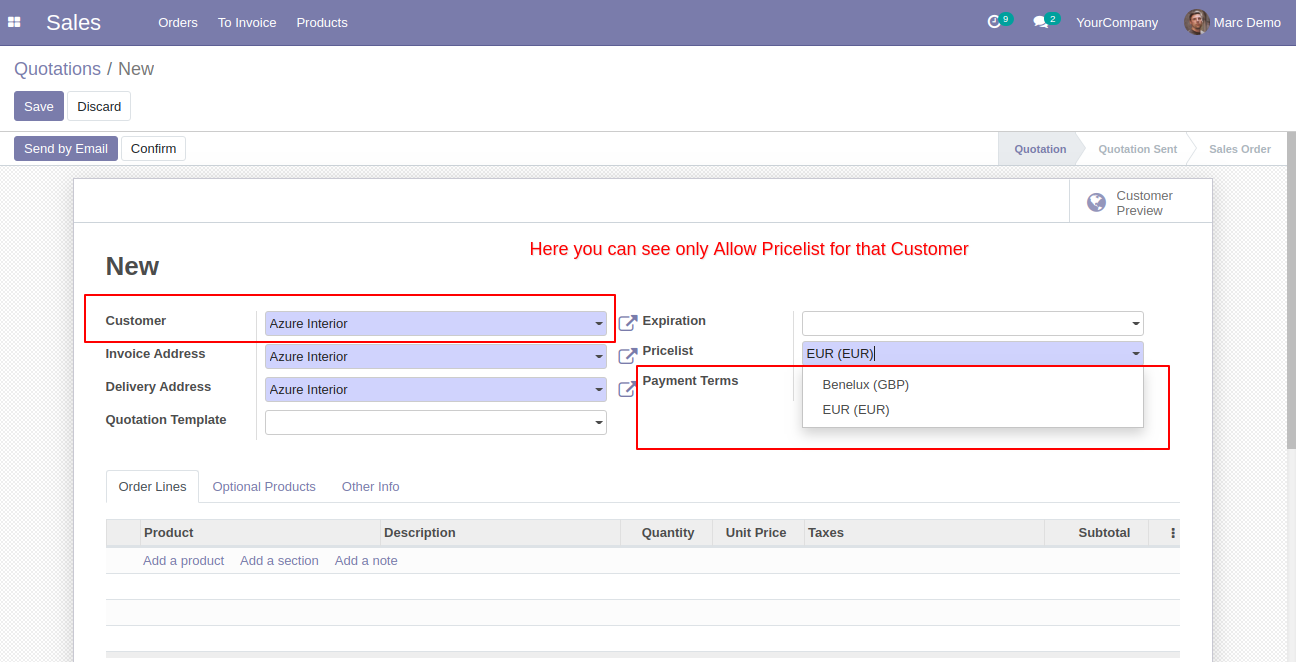 Sales Orders To Invoice Products 9 2 YourCompany Marc Demo
Quotations / New
Save Discard
Send by Email Confirm Quotation Quotation Sent Sales Order
Customer
Preview
Here you can see only Allow Pricelist for that Customer
New
Customer Azure Interior Expiration
Invoice Address Azure Interior Pricelist EUR (EUR)
Delivery Address Azure Interior Payment Terms
Benelux (GBP)
EUR (EUR)
Quotation Template
Order Lines Optional Products Other Info
Product Description Quantity Unit Price Taxes Subtotal
Add a product Add a section Add a note